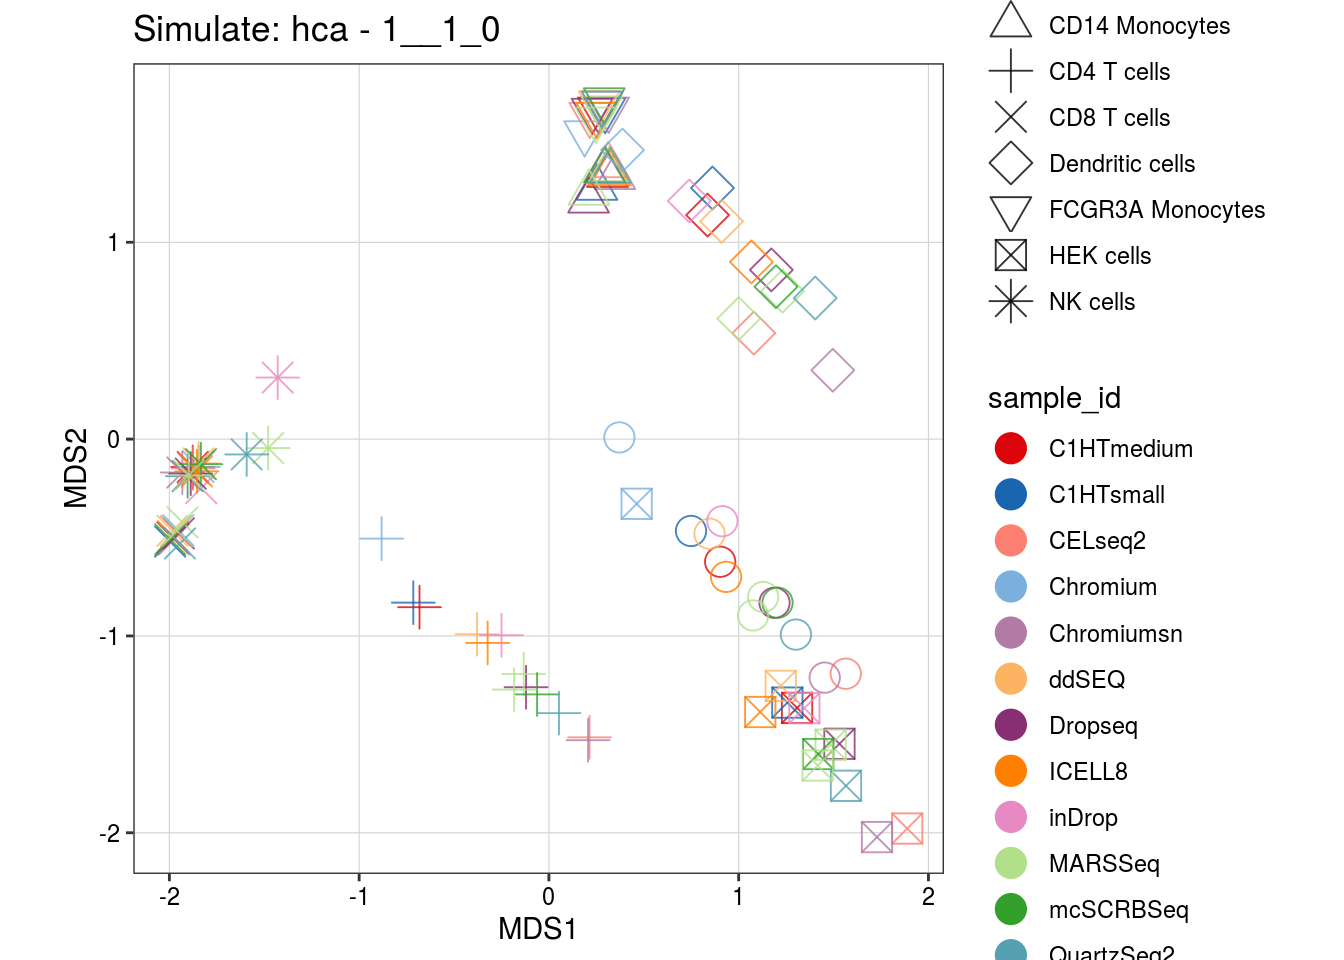 Simulate: hca - 1__1_0
MDS2
1
0
-1
-2
-2
-1
0
1
2
MDS1
CD14 Monocytes
CD4 T cells
CD8 T cells
Dendritic cells
FCGR3A Monocytes
HEK cells
NK cells
sample_id
C1HTmedium
C1HTsmall
CELseq2
Chromium
Chromiumsn
ddSEQ
Dropseq
ICELL8
inDrop
MARSSeq
mcSCRBSeq
QuartzSeq2